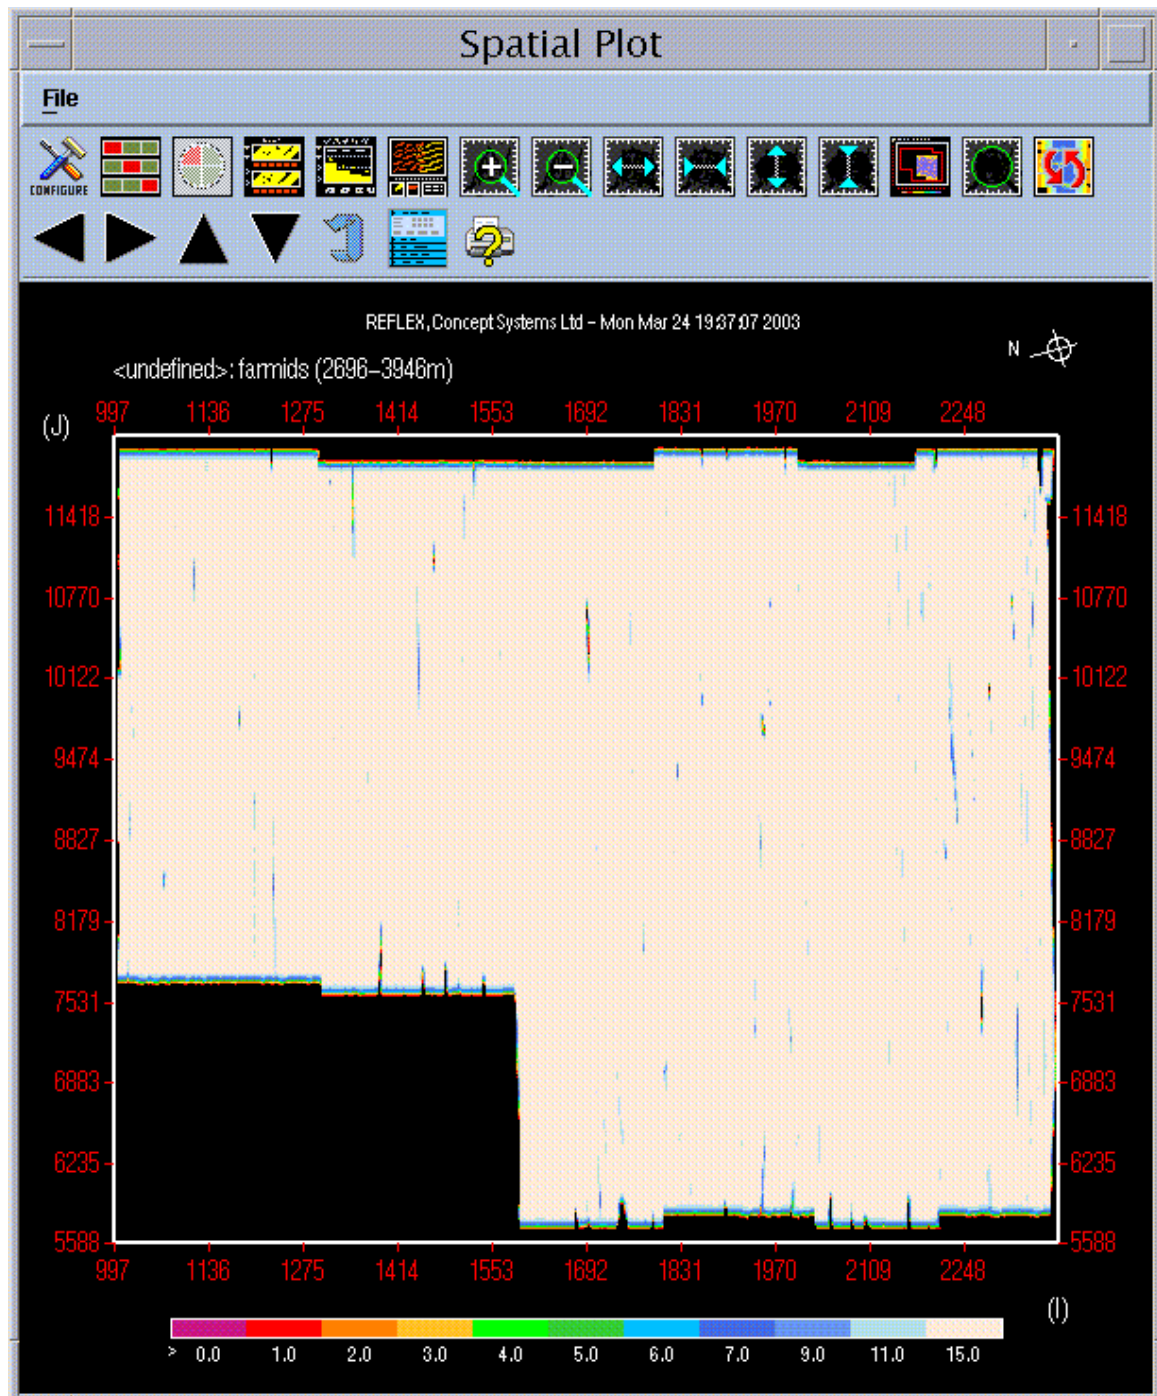 Spatial Plot
File
CONFIGURE
REFLEX, Concept Systems Ltd – Mon Mar 24 19:37:07 2003
N
<undefined>: farmids (2696–3946m)
(J)
997 1136 1275 1414 1553 1692 1831 1970 2109 2248
11418 11418
10770 10770
10122 10122
9474 9474
8827 8827
8179 8179
7531 7531
6883 6883
6235 6235
5588 5588
997 1136 1275 1414 1553 1692 1831 1970 2109 2248
(I)
> 0.0 1.0 2.0 3.0 4.0 5.0 6.0 7.0 9.0 11.0 15.0